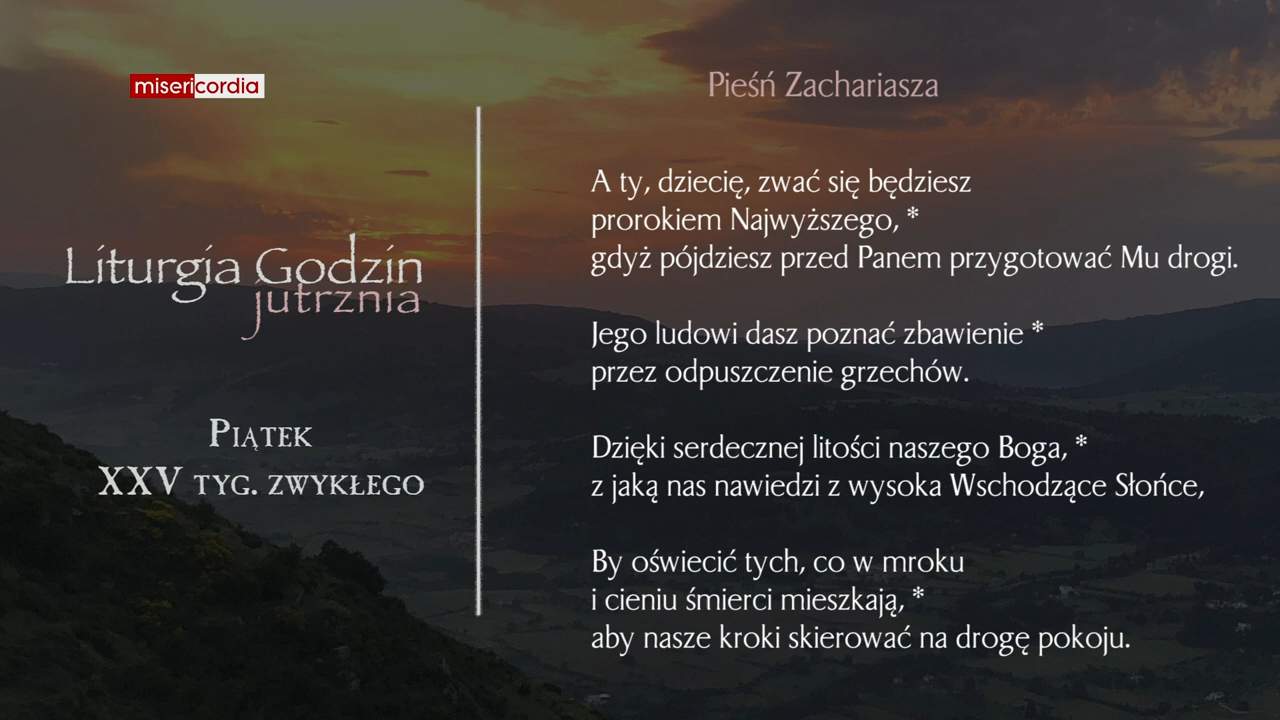 misericordia
Liturgia Godzin
jutrznia
Piątek
XXV tyg. zwykłego
Pieśń Zachariasza
A ty, dziecię, zwać się będziesz
prorokiem Najwyższego, *
gdyż pójdziesz przed Panem przygotować Mu drogi.
Jego ludowi dasz poznać zbawienie *
przez odpuszczenie grzechów.
Dzięki serdecznej litości naszego Boga, *
z jaką nas nawiedzi z wysoka Wschodzące Słońce,
By oświecić tych, co w mroku
i cieniu śmierci mieszkają, *
aby nasze kroki skierować na drogę pokoju.